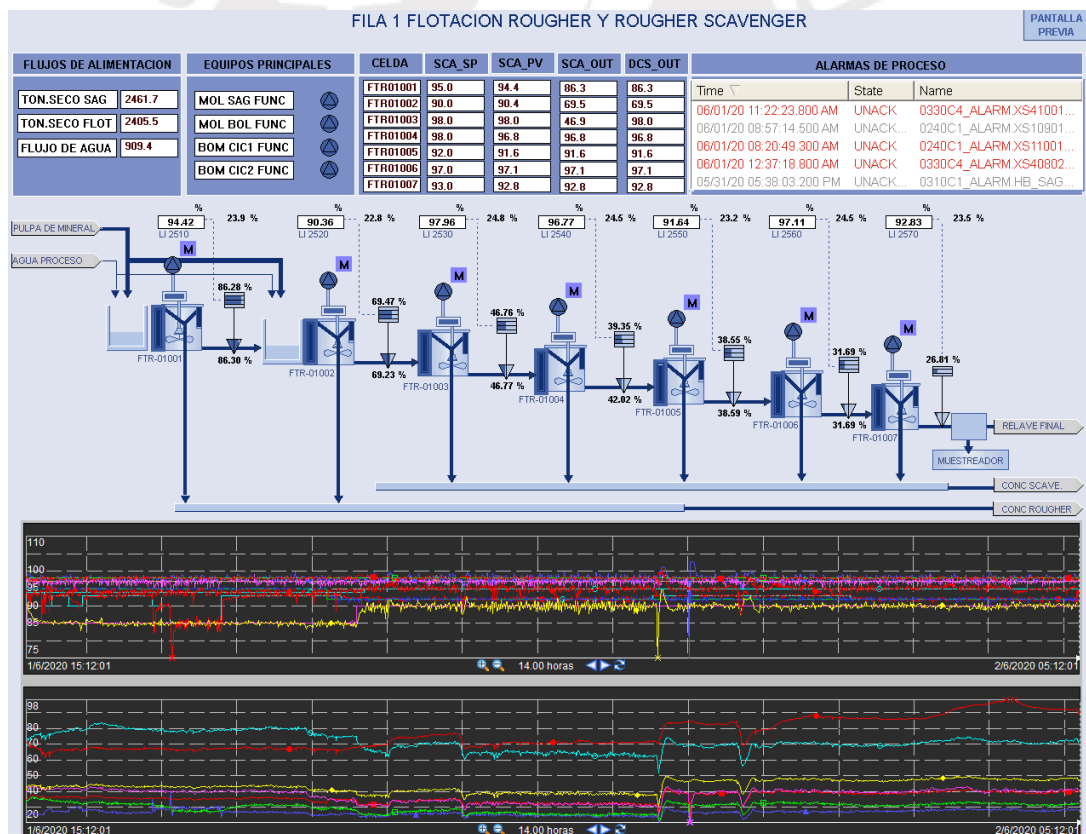 FILA 1 FLOTACION ROUGHER Y ROUGHER SCAVENGER
PANTALLA
PREVIA
FLUJOS DE ALIMENTACION
TON.SECO SAG 2461.7
TON.SECO FLOT 2405.5
FLUJO DE AGUA 909.4
EQUIPOS PRINCIPALES
MOL SAG FUNC
MOL BOL FUNC
BOM CIC1 FUNC
BOM CIC2 FUNC
CELDA SCA_SP SCA_PV SCA_OUT DCS_OUT
FTR01001 95.0 94.4 86.3 86.3
FTR01002 90.0 90.4 69.5 69.5
FTR01003 98.0 98.0 46.9 98.0
FTR01004 98.0 96.8 96.8 96.8
FTR01005 92.0 91.6 91.6 91.6
FTR01006 97.0 97.1 97.1 97.1
FTR01007 93.0 92.8 92.8 92.8
ALARMAS DE PROCESO
Time State Name
06/01/20 11:22:23.800 AM UNACK 0330C4_ALARM.XS41001...
06/01/20 08:57:14.500 AM UNACK... 0240C1_ALARM.XS10901...
06/01/20 08:20:49.300 AM UNACK 0240C1_ALARM.XS11001...
06/01/20 12:37:18.800 AM UNACK 0330C4_ALARM.XS40802...
05/31/20 05:38:03.200 PM UNACK... 0310C1_ALARM.HB_SAG...
% % % % % % %
94.42 23.9 % 90.36 22.8 % 97.96 24.8 % 96.77 24.5 % 91.64 23.2 % 97.11 24.5 % 92.83 23.5 %
LI 2510 LI 2520 LI 2530 LI 2540 LI 2550 LI 2560 LI 2570
PULPA DE MINERAL
AGUA PROCESO
M M M M M M M
86.28 %
86.30 %
FTR-01001
69.47 %
69.23 %
FTR-01002
46.76 %
46.77 %
FTR-01003
39.35 %
42.02 %
FTR-01004
38.55 %
38.59 %
FTR-01005
31.69 %
31.69 %
FTR-01006
26.81 %
FTR-01007
RELAVE FINAL
MUESTREADOR
CONC SCAVE.
CONC ROUGHER
110
100
95
90
85
75
1/6/2020 15:12:01 14.00 horas 2/6/2020 05:12:01
98
80
70
60
50
40
20
1/6/2020 15:12:01 14.00 horas 2/6/2020 05:12:01